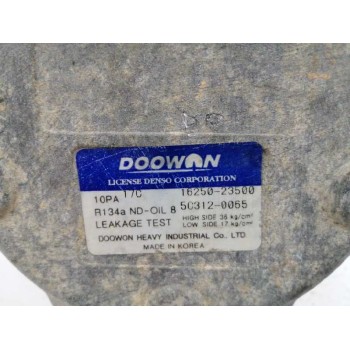 DOOWON
LICENSE DENSO CORPORATION
10PA 17C 16250-23500
R134a ND-OIL 8 5C312-0065
LEAKAGE TEST HIGH SIDE 36 kg/cm²
LOW SIDE 17 kg/cm²
DOOWON HEAVY INDUSTRIAL Co., LTD
MADE IN KOREA